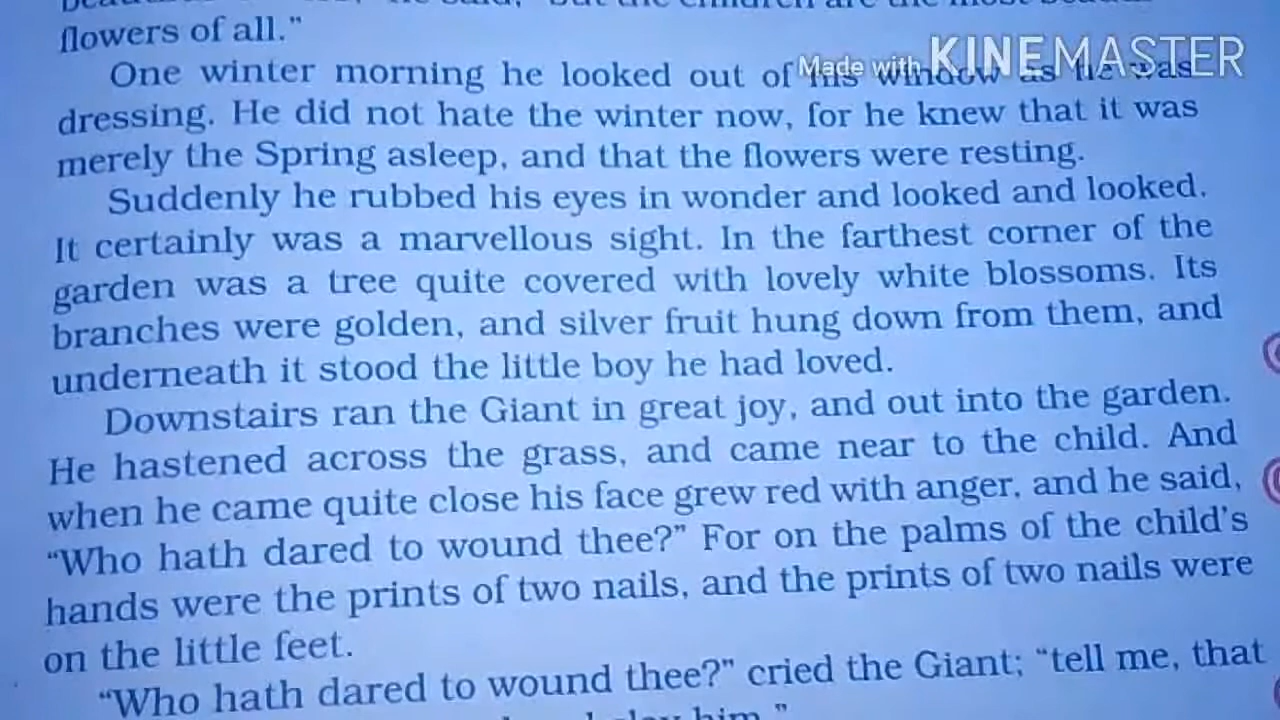 flowers of all."
One winter morning he looked out of his window as he was
Made with KINEMASTER
dressing. He did not hate the winter now, for he knew that it was
merely the Spring asleep, and that the flowers were resting.
Suddenly he rubbed his eyes in wonder and looked and looked.
It certainly was a marvellous sight. In the farthest corner of the
garden was a tree quite covered with lovely white blossoms. Its
branches were golden, and silver fruit hung down from them, and
underneath it stood the little boy he had loved.
Downstairs ran the Giant in great joy, and out into the garden.
He hastened across the grass, and came near to the child. And
when he came quite close his face grew red with anger, and he said,
“Who hath dared to wound thee?” For on the palms of the child’s
hands were the prints of two nails, and the prints of two nails were
on the little feet.
“Who hath dared to wound thee?” cried the Giant; “tell me, that
him.”